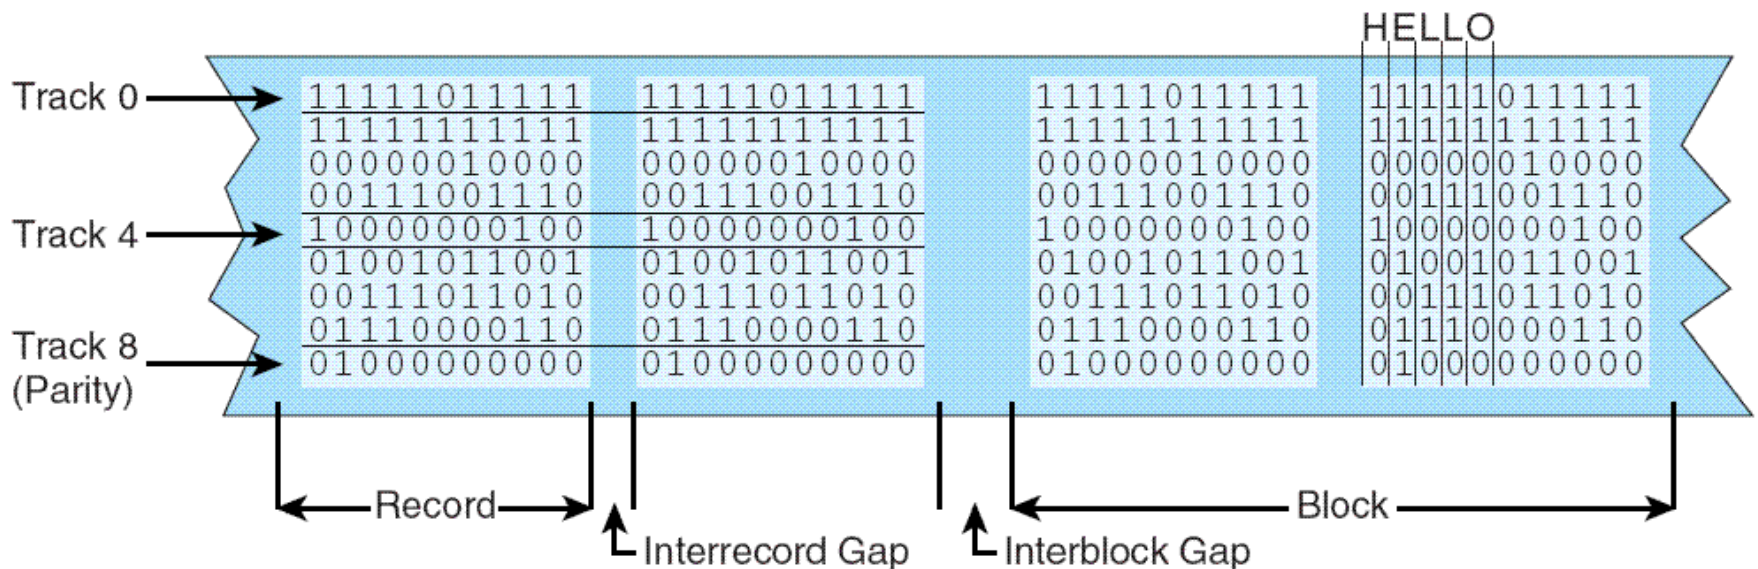 HELLO
Track 0 11111011111 11111011111 11111011111 11111011111
11111111111 11111111111 11111111111 11111111111
00000010000 00000010000 00000010000 00000010000
00111001110 00111001110 00111001110 00111001110
Track 4 10000000100 10000000100 10000000100 10000000100
01001011001 01001011001 01001011001 01001011001
00111011010 00111011010 00111011010 00111011010
01110000110 01110000110 01110000110 01110000110
Track 8 (Parity) 01000000000 01000000000 01000000000 01000000000
Record
Block
Interrecord Gap
Interblock Gap